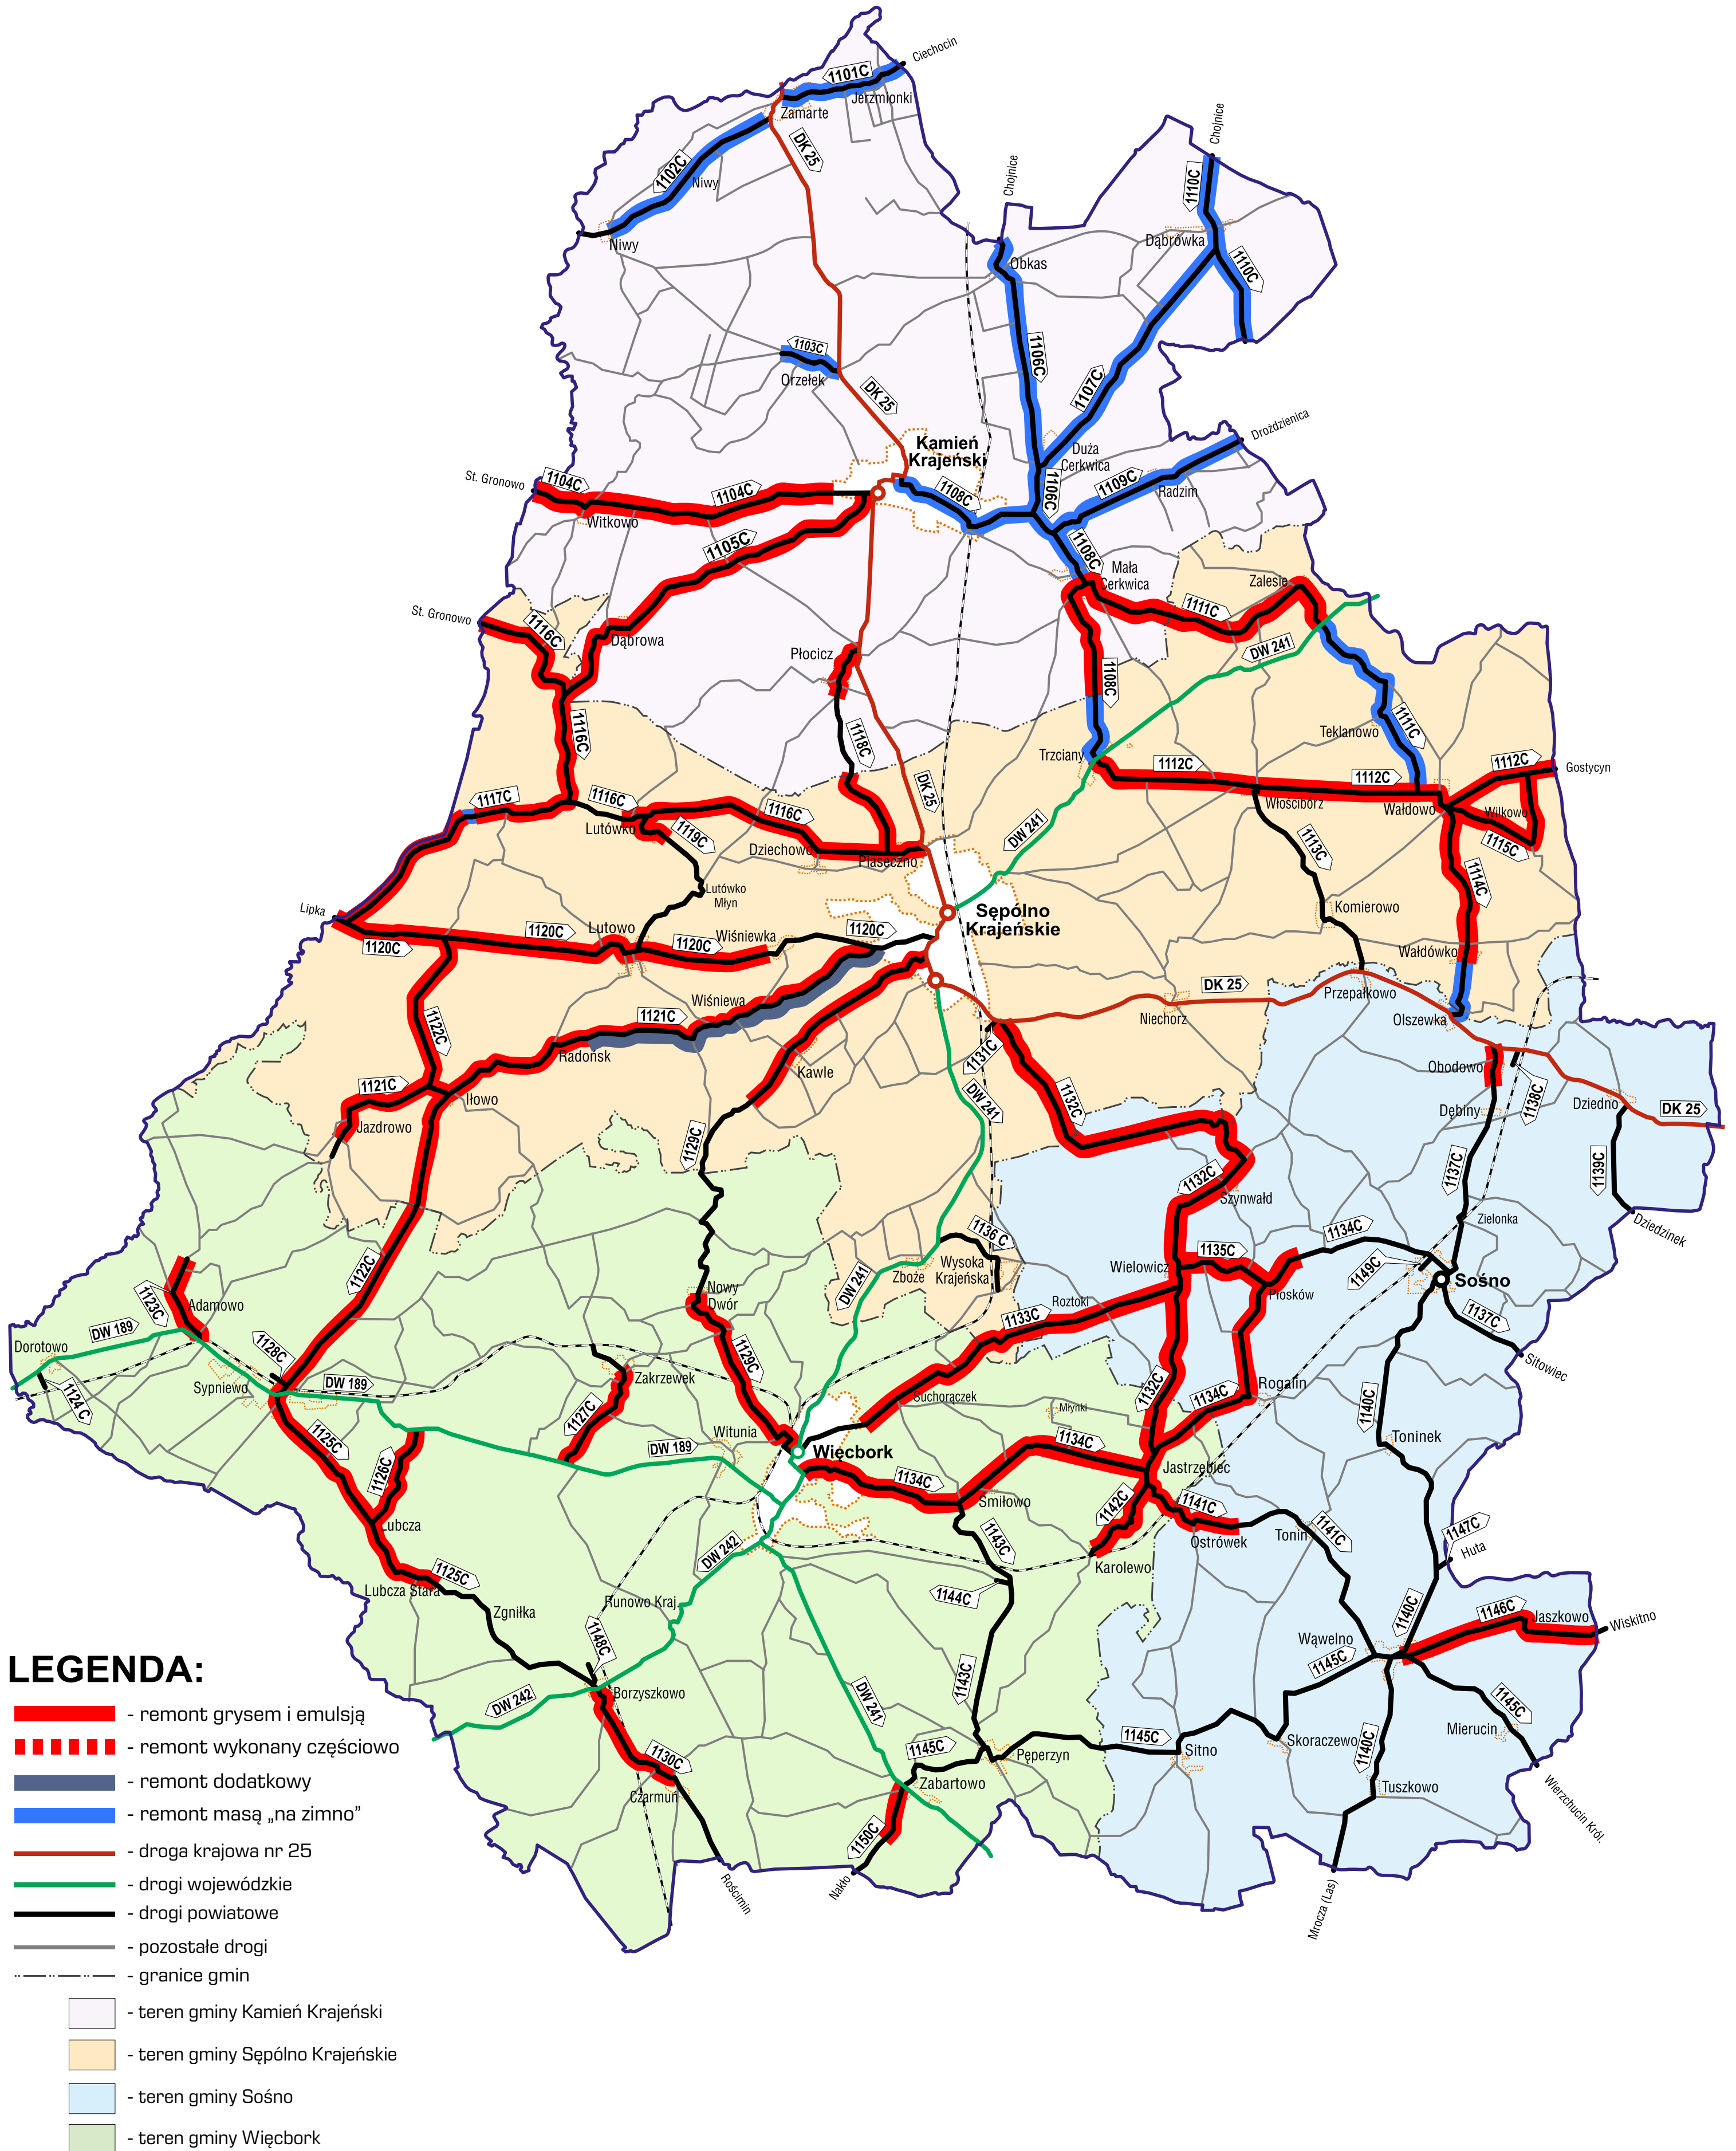 Ciechocin
1101C
Jerzmionki
Zamarte
DK 25
1102C
Niwy
Niwy
Chojnice
Chojnice
1110C
Dąbrówka
1110C
Obkas
1103C
Orzełek
1106C
1107C
DK 25
Kamień
Krajeński
Duża
Cerkwica
Drożdzienica
St. Gronowo
1104C
1104C
1108C
1106C
1109C
Radzim
Witkowo
1105C
1108C
Mała
Cerkwica
Zalesie
St. Gronowo
1116C
1111C
Dąbrowa
DW 241
Płocicz
1108C
1116C
1118C
Teklanowo
1111C
Trzciany
1112C
1112C
1112C
Gostycyn
DK 25
1117C
1116C
1116C
Lutówko
1119C
Dziechowo
Piaseczno
DW 241
Włościbórz
Wałdowo
Wilkowo
1113C
1115C
Lutówko
Młyn
1114C
Lipka
Komierowo
Sępólno
Krajeńskie
1120C
1120C
Lutowo
1120C
Wiśniewka
1120C
Wałdówko
DK 25
Przepałkowo
Wiśniewa
1121C
Niechorz
Olszewka
1122C
Radońsk
Kawle
1131C
Obodowo
1138C
1121C
Iłowo
DW 241
1132C
Dębiny
Dziedno
DK 25
Jazdrowo
1129C
1137C
1139C
1132C
Szynwałd
Zielonka
Dziedzinek
1136 C
1134C
1122C
Zboże
Wysoka
Krajeńska
Wielowicz
1135C
1149C
Sośno
1123C
Adamowo
Nowy
Dwór
DW 241
Roztoki
Płosków
1133C
1137C
DW 189
Dorotowo
1128C
1129C
Sitowiec
1124 C
Sypniewo
DW 189
Zakrzewek
Suchorączek
1132C
1134C
Rogalin
1140C
1127C
Młynki
1125C
Witunia
DW 189
Więcbork
1134C
Toninek
1126C
1134C
Jastrzębiec
Śmiłowo
1142C
1141C
Lubcza
1143C
Ostrówek
Tonin
1141C
1147C
Huta
DW 242
Karolewo
1125C
Lubcza Stara
1144C
Zgniłka
Runowo Kraj.
1140C
1146C
Jaszkowo
Wiskitno
1148C
Wąwelno
1145C
1143C
DW 242
Borzyszkowo
DW 241
1145C
Mierucin
1130C
1145C
1145C
Pęperzyn
Sitno
Skoraczewo
1140C
Zabartowo
Tuszkowo
Czarmuń
1150C
Wierzchucin Król.
Rościmin
Nakło
Mrocza (Las)
LEGENDA:
- remont grysem i emulsją
- remont wykonany częściowo
- remont dodatkowy
- remont masą „na zimno”
- droga krajowa nr 25
- drogi wojewódzkie
- drogi powiatowe
- pozostałe drogi
- granice gmin
- teren gminy Kamień Krajeński
- teren gminy Sępólno Krajeńskie
- teren gminy Sośno
- teren gminy Więcbork